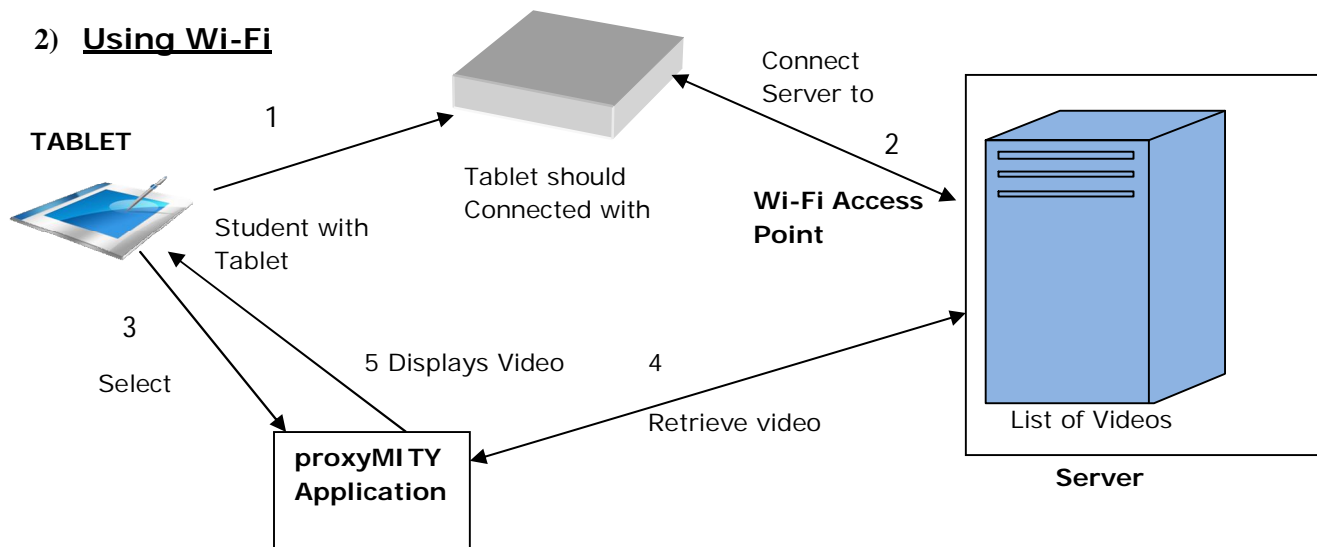 2) Using Wi-Fi
Connect
Server to
1
2
TABLET
Tablet should
Connected with
Wi-Fi Access
Point
Student with
Tablet
3
5 Displays Video
4
Select
Retrieve video
List of Videos
proxyMITY
Application
Server